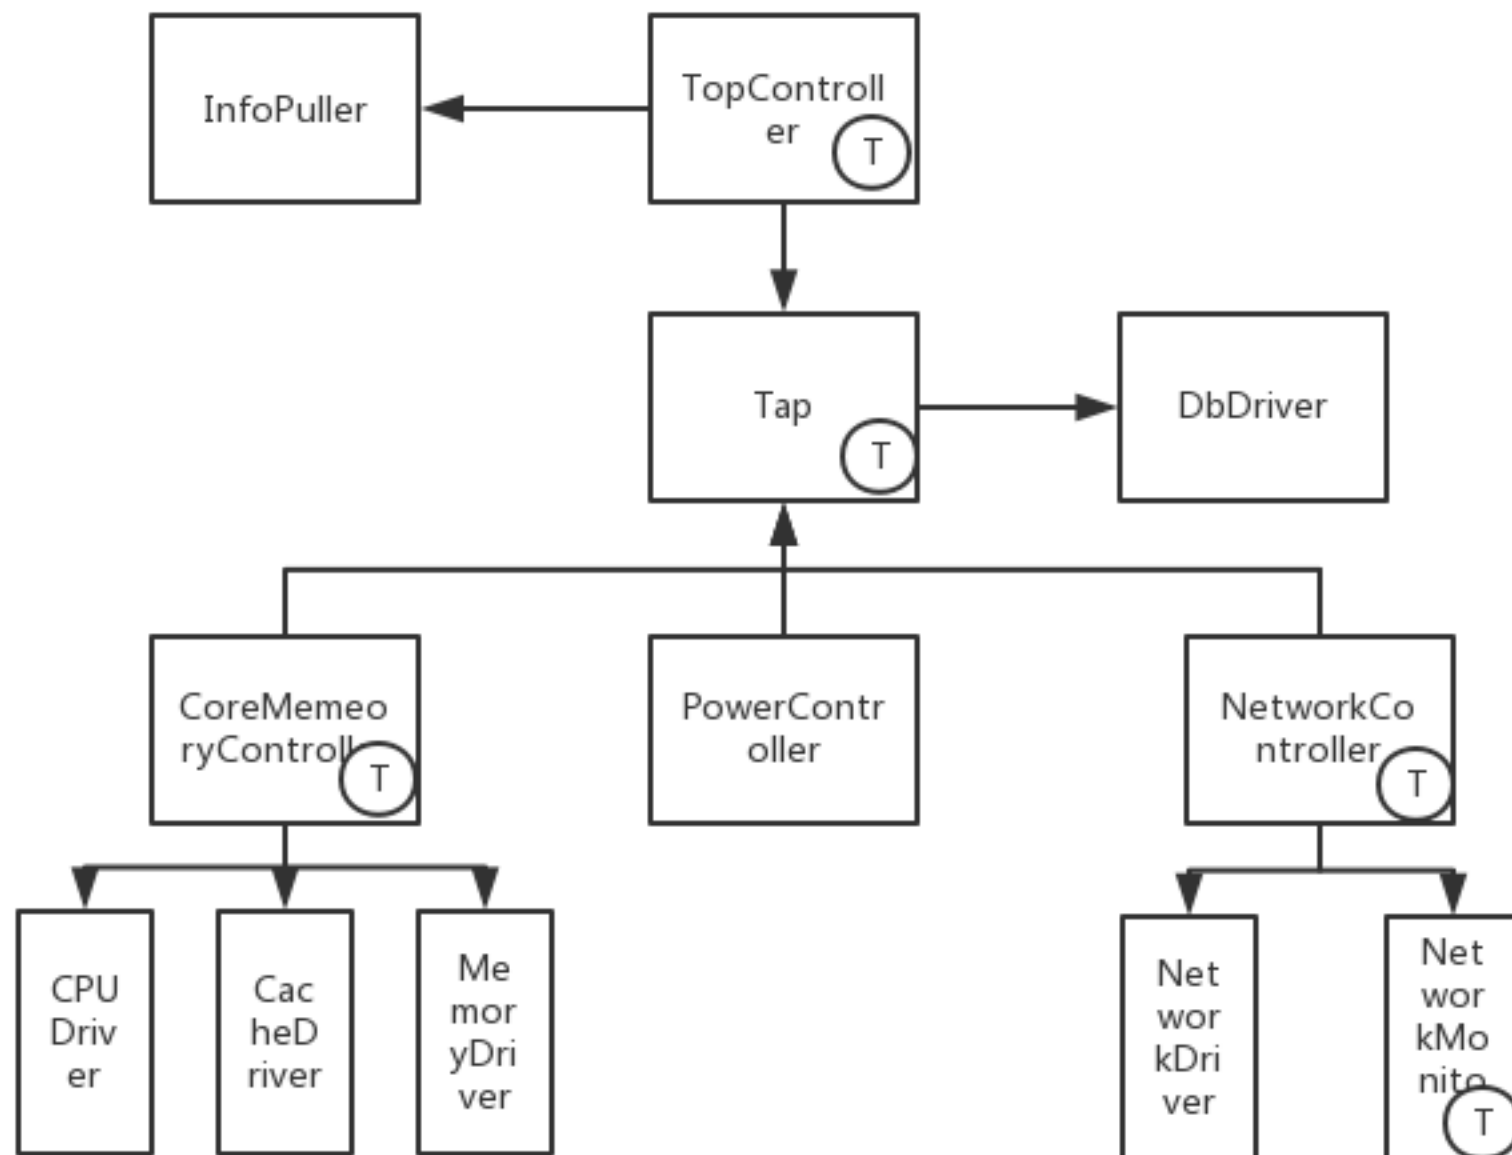 InfoPuller
TopControll
er
T
Tap
T
DbDriver
CoreMemeo
ryControll
T
PowerContr
oller
NetworkCo
ntroller
T
CPU
Driv
er
Cac
heD
river
Me
mor
yDri
ver
Net
wor
kDri
ver
Net
wor
kMo
nito
T